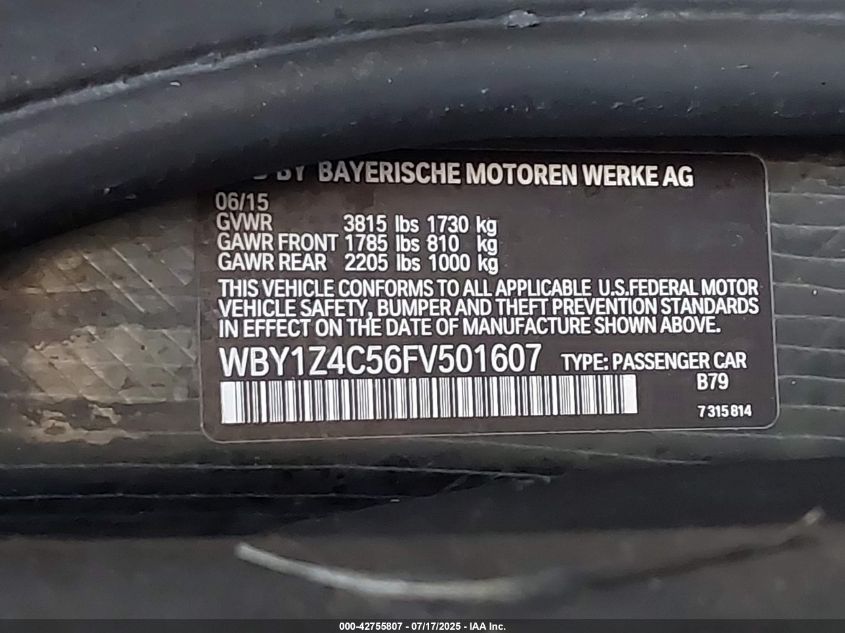 BY BAYERISCHE MOTOREN WERKE AG
06/15
GVWR 3815 lbs 1730 kg
GAWR FRONT 1785 lbs 810 kg
GAWR REAR 2205 lbs 1000 kg
THIS VEHICLE CONFORMS TO ALL APPLICABLE U.S.FEDERAL MOTOR
VEHICLE SAFETY, BUMPER AND THEFT PREVENTION STANDARDS
IN EFFECT ON THE DATE OF MANUFACTURE SHOWN ABOVE.
WBY1Z4C56FV501607 TYPE: PASSENGER CAR
B79
7 315 814
000-42755807 - 07/17/2025 - IAA Inc.